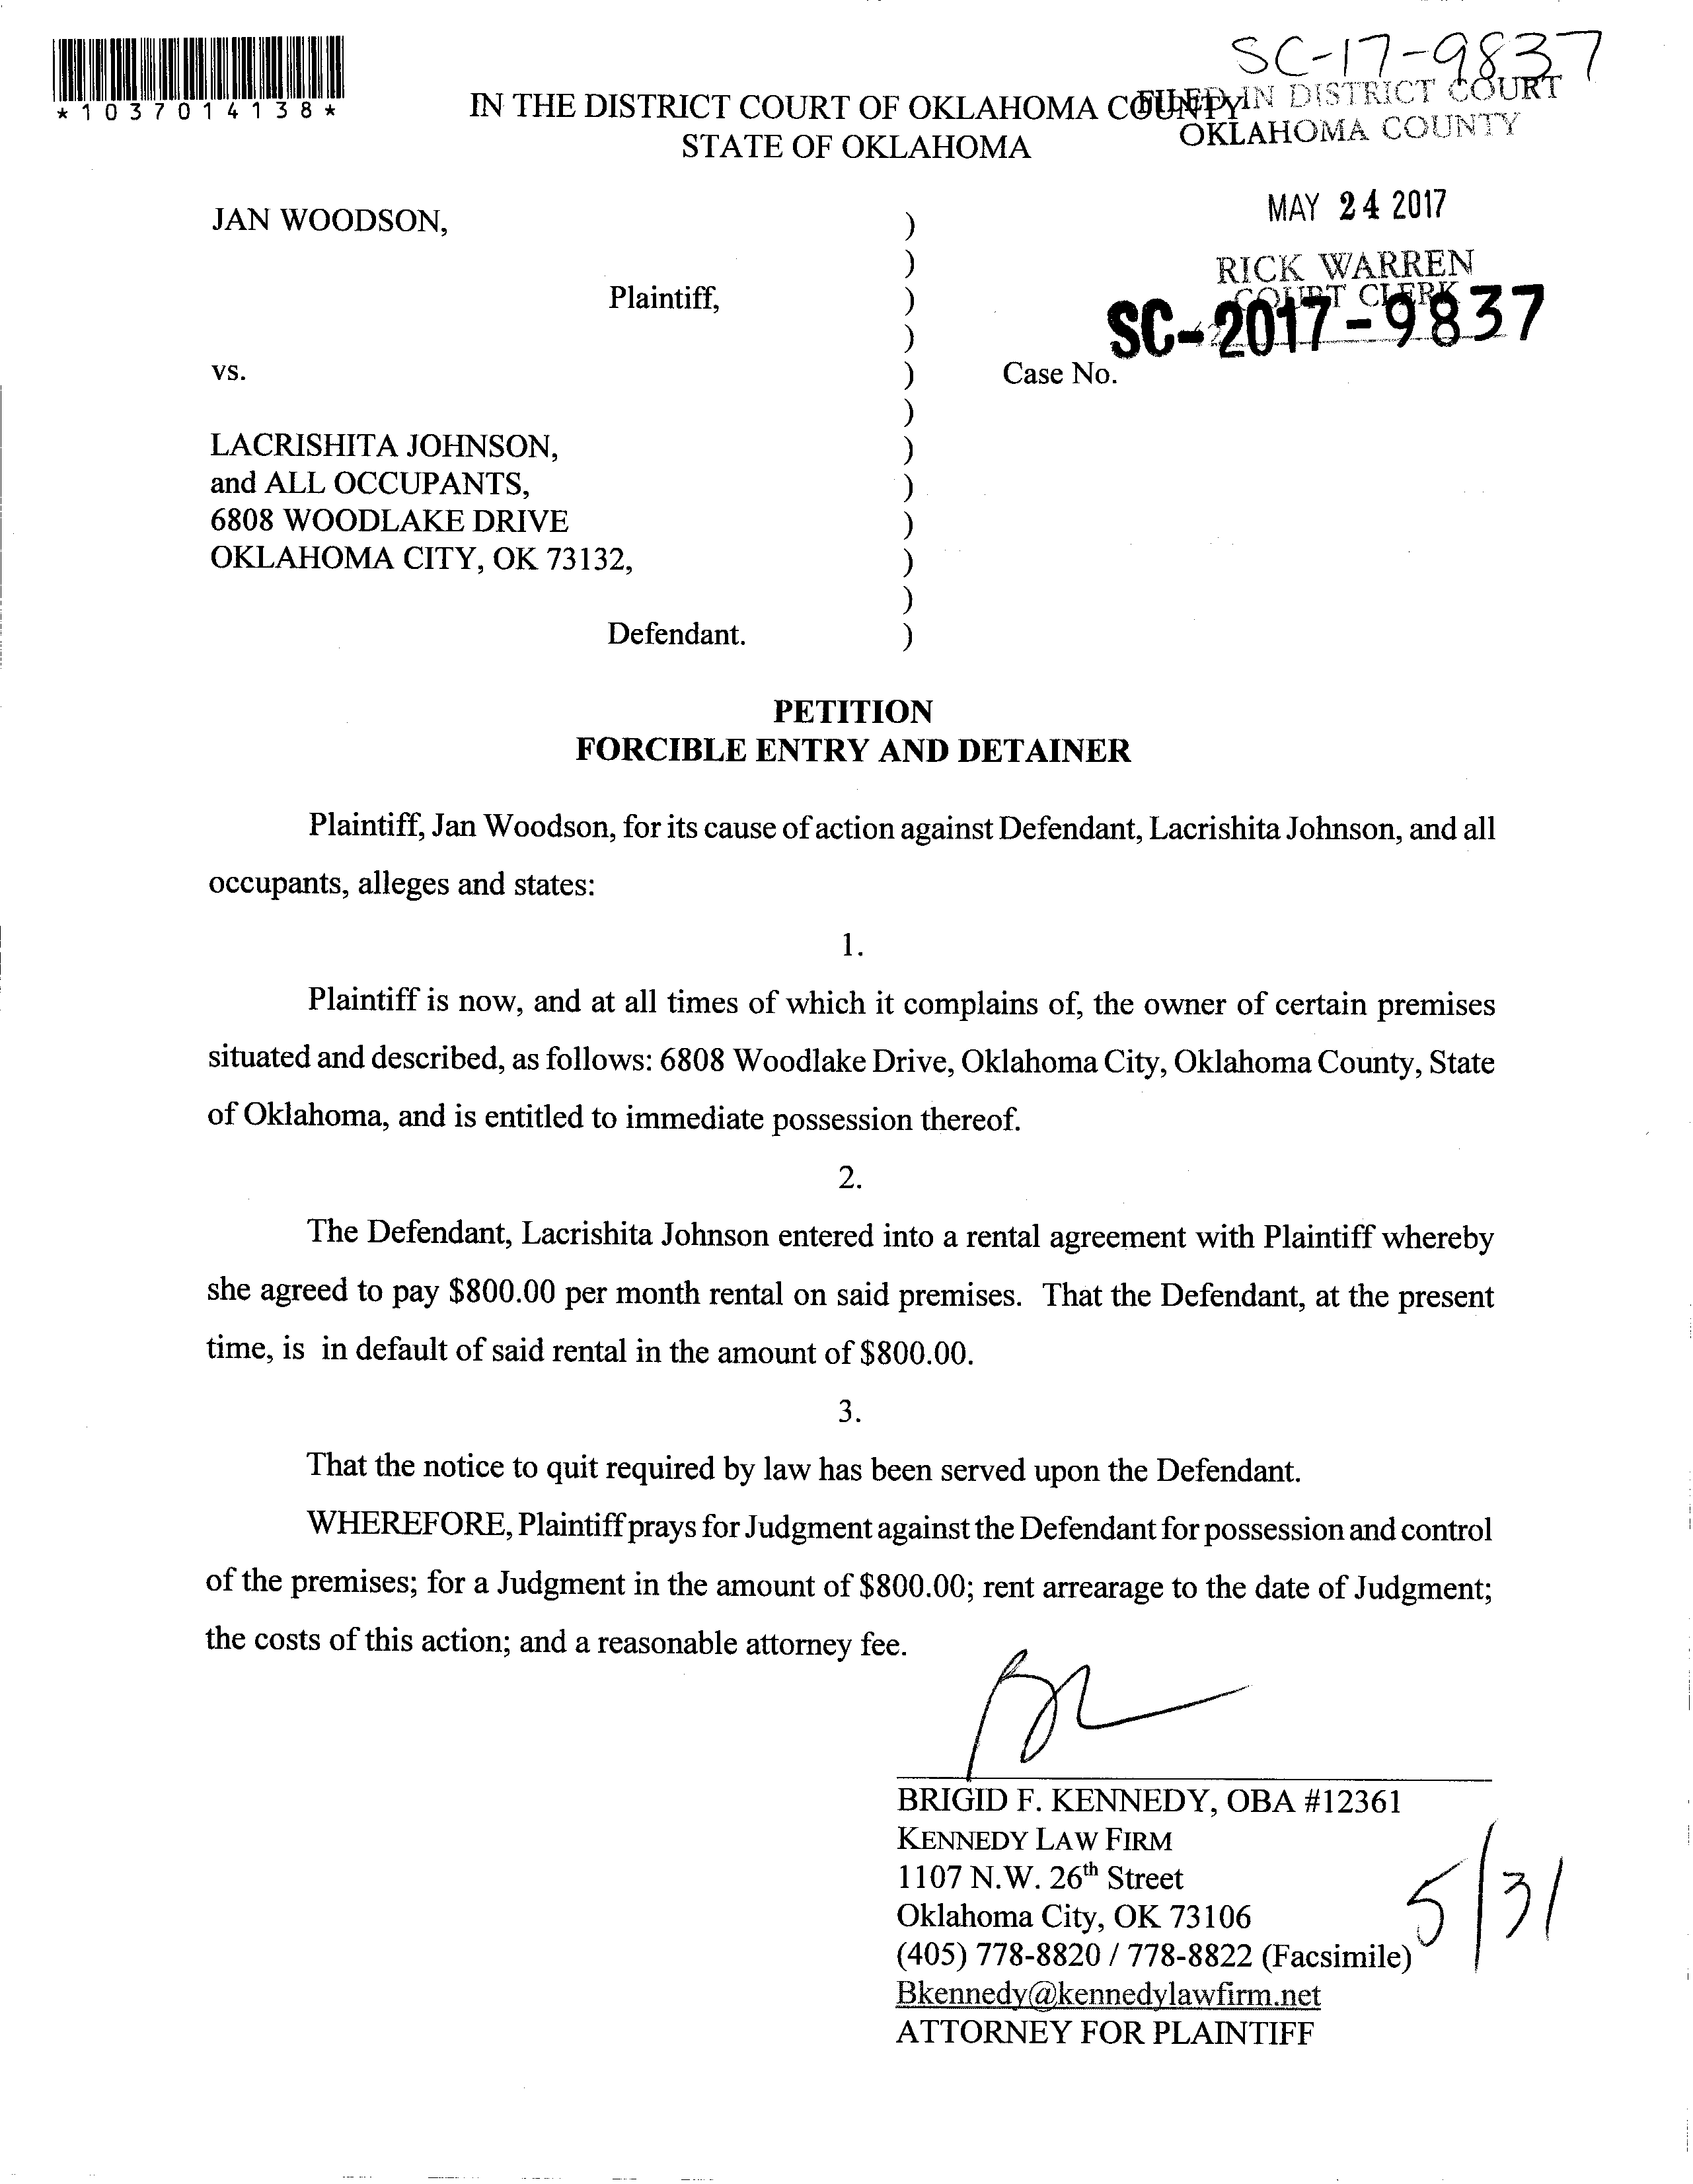 SC-17-9837
*1037014138*
IN THE DISTRICT COURT OF OKLAHOMA COUNTY
STATE OF OKLAHOMA
FILED IN DISTRICT COURT
OKLAHOMA COUNTY
MAY 24 2017
RICK WARREN
COURT CLERK
SC-2017-9837
JAN WOODSON, )
)
Plaintiff, )
)
vs. ) Case No.
)
LACRISHITA JOHNSON, )
and ALL OCCUPANTS, )
6808 WOODLAKE DRIVE )
OKLAHOMA CITY, OK 73132, )
)
Defendant. )
PETITION
FORCIBLE ENTRY AND DETAINER
Plaintiff, Jan Woodson, for its cause of action against Defendant, Lacrishita Johnson, and all
occupants, alleges and states:
1.
Plaintiff is now, and at all times of which it complains of, the owner of certain premises
situated and described, as follows: 6808 Woodlake Drive, Oklahoma City, Oklahoma County, State
of Oklahoma, and is entitled to immediate possession thereof.
2.
The Defendant, Lacrishita Johnson entered into a rental agreement with Plaintiff whereby
she agreed to pay $800.00 per month rental on said premises. That the Defendant, at the present
time, is in default of said rental in the amount of $800.00.
3.
That the notice to quit required by law has been served upon the Defendant.
WHEREFORE, Plaintiff prays for Judgment against the Defendant for possession and control
of the premises; for a Judgment in the amount of $800.00; rent arrearage to the date of Judgment;
the costs of this action; and a reasonable attorney fee.
BRIGID F. KENNEDY, OBA #12361
KENNEDY LAW FIRM
1107 N.W. 26th Street
Oklahoma City, OK 73106
(405) 778-8820 / 778-8822 (Facsimile)
Bkennedy@kennedylawfirm.net
ATTORNEY FOR PLAINTIFF
5/31